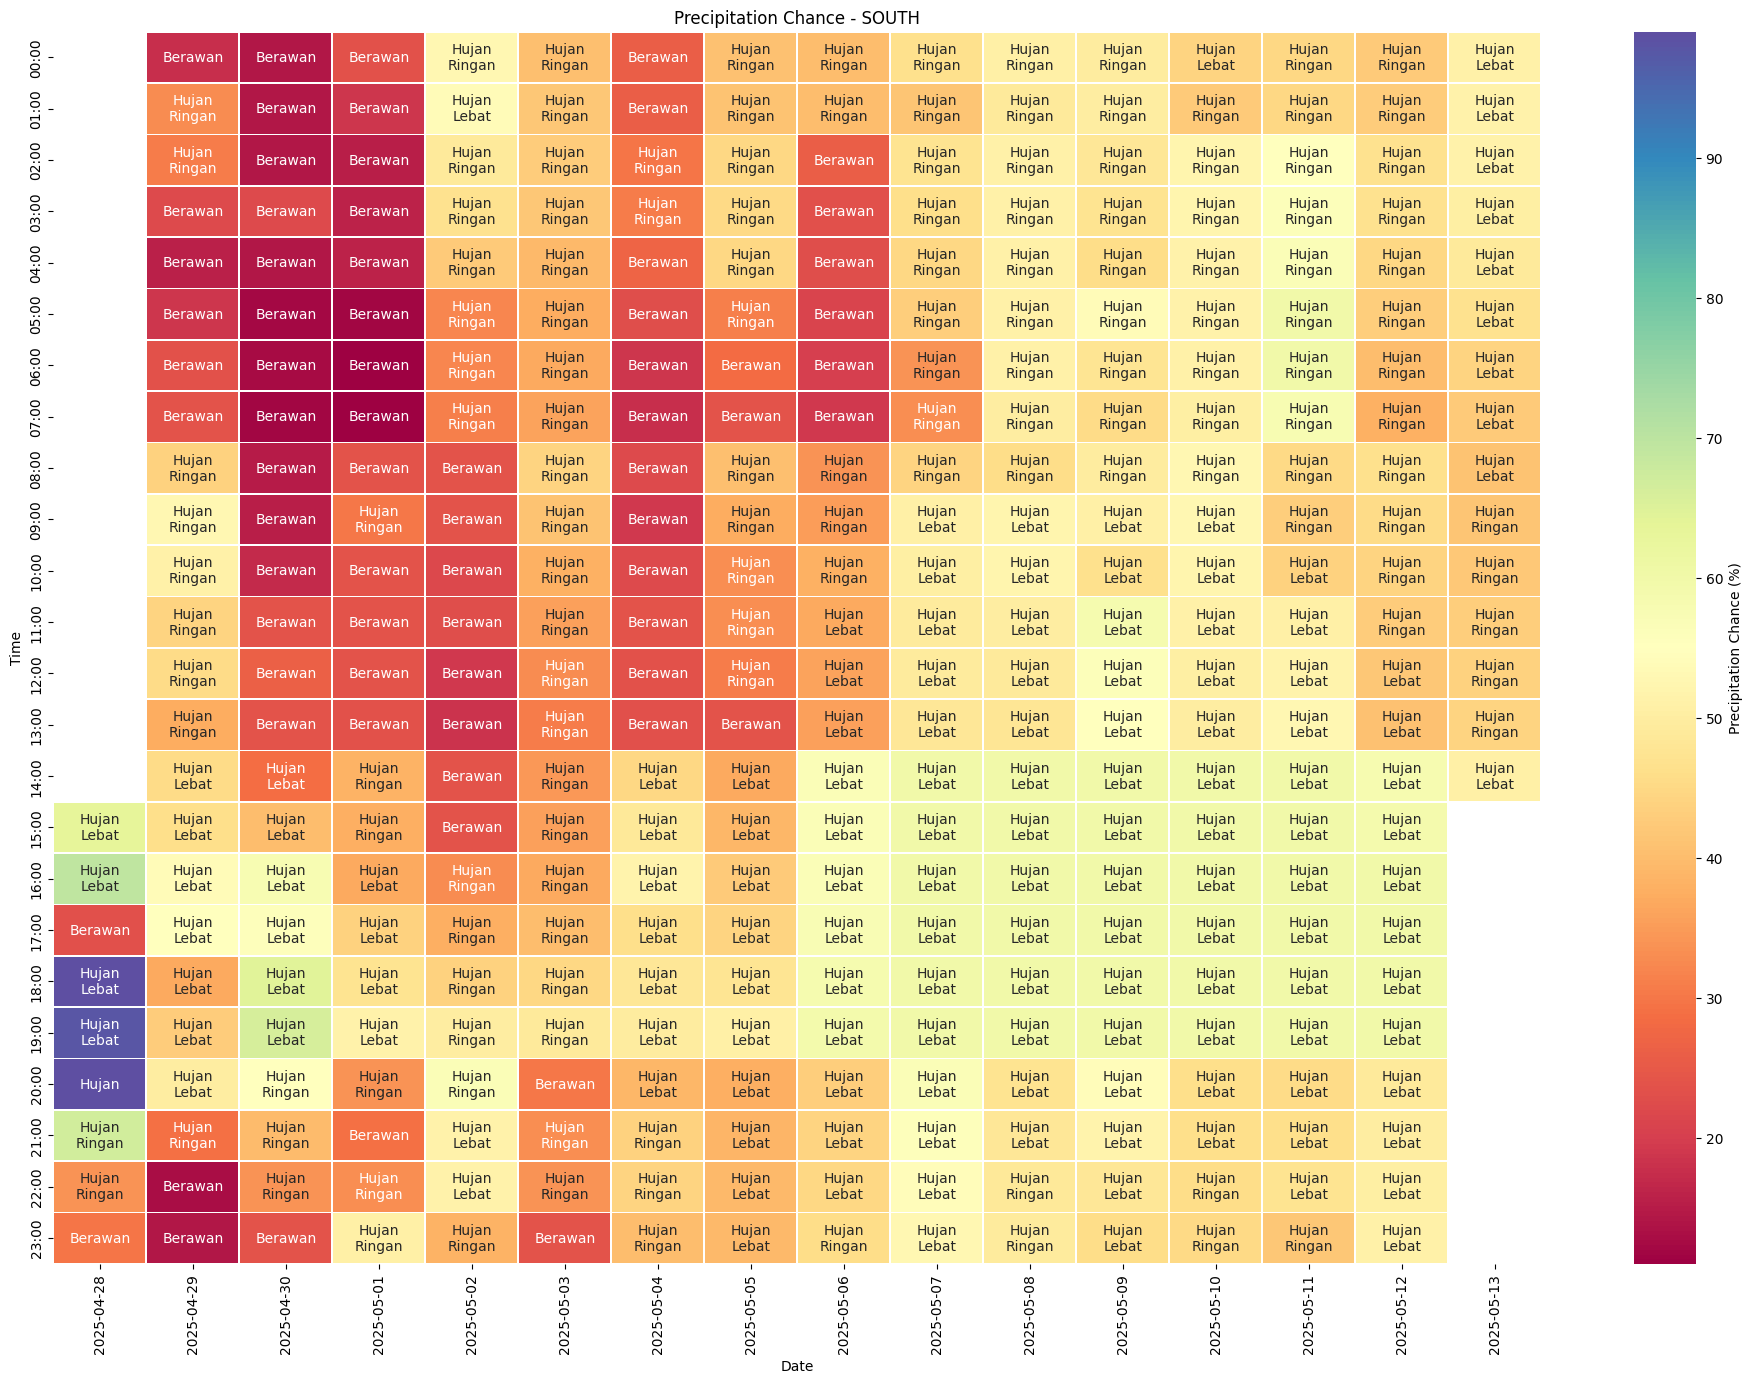 Precipitation Chance - SOUTH
00:00 Berawan Berawan Berawan Hujan Ringan Hujan Ringan Berawan Hujan Ringan Hujan Ringan Hujan Ringan Hujan Ringan Hujan Ringan Hujan Lebat Hujan Ringan Hujan Ringan Hujan Lebat
01:00 Hujan Ringan Berawan Berawan Hujan Lebat Hujan Ringan Berawan Hujan Ringan Hujan Ringan Hujan Ringan Hujan Ringan Hujan Ringan Hujan Ringan Hujan Ringan Hujan Ringan Hujan Lebat
02:00 Hujan Ringan Berawan Berawan Hujan Ringan Hujan Ringan Hujan Ringan Hujan Ringan Berawan Hujan Ringan Hujan Ringan Hujan Ringan Hujan Ringan Hujan Ringan Hujan Ringan Hujan Lebat
03:00 Berawan Berawan Berawan Hujan Ringan Hujan Ringan Hujan Ringan Hujan Ringan Berawan Hujan Ringan Hujan Ringan Hujan Ringan Hujan Ringan Hujan Ringan Hujan Ringan Hujan Lebat
04:00 Berawan Berawan Berawan Hujan Ringan Hujan Ringan Berawan Hujan Ringan Berawan Hujan Ringan Hujan Ringan Hujan Ringan Hujan Ringan Hujan Ringan Hujan Ringan Hujan Lebat
05:00 Berawan Berawan Berawan Hujan Ringan Hujan Ringan Berawan Hujan Ringan Berawan Hujan Ringan Hujan Ringan Hujan Ringan Hujan Ringan Hujan Ringan Hujan Ringan Hujan Lebat
06:00 Berawan Berawan Berawan Hujan Ringan Hujan Ringan Berawan Berawan Berawan Hujan Ringan Hujan Ringan Hujan Ringan Hujan Ringan Hujan Ringan Hujan Ringan Hujan Lebat
07:00 Berawan Berawan Berawan Hujan Ringan Hujan Ringan Berawan Berawan Berawan Hujan Ringan Hujan Ringan Hujan Ringan Hujan Ringan Hujan Ringan Hujan Ringan Hujan Lebat
08:00 Hujan Ringan Berawan Berawan Berawan Hujan Ringan Berawan Hujan Ringan Hujan Ringan Hujan Ringan Hujan Ringan Hujan Ringan Hujan Ringan Hujan Ringan Hujan Ringan Hujan Lebat
09:00 Hujan Ringan Berawan Hujan Ringan Berawan Hujan Ringan Berawan Hujan Ringan Hujan Ringan Hujan Lebat Hujan Lebat Hujan Lebat Hujan Lebat Hujan Ringan Hujan Ringan Hujan Ringan
10:00 Hujan Ringan Berawan Berawan Berawan Hujan Ringan Berawan Hujan Ringan Hujan Ringan Hujan Lebat Hujan Lebat Hujan Lebat Hujan Lebat Hujan Lebat Hujan Ringan Hujan Ringan
11:00 Hujan Ringan Berawan Berawan Berawan Hujan Ringan Berawan Hujan Ringan Hujan Lebat Hujan Lebat Hujan Lebat Hujan Lebat Hujan Lebat Hujan Lebat Hujan Ringan Hujan Ringan
12:00 Hujan Ringan Berawan Berawan Berawan Hujan Ringan Berawan Hujan Ringan Hujan Lebat Hujan Lebat Hujan Lebat Hujan Lebat Hujan Lebat Hujan Lebat Hujan Lebat Hujan Ringan
13:00 Hujan Ringan Berawan Berawan Berawan Hujan Ringan Berawan Berawan Hujan Lebat Hujan Lebat Hujan Lebat Hujan Lebat Hujan Lebat Hujan Lebat Hujan Lebat Hujan Ringan
14:00 Hujan Lebat Hujan Lebat Hujan Ringan Berawan Hujan Ringan Hujan Lebat Hujan Lebat Hujan Lebat Hujan Lebat Hujan Lebat Hujan Lebat Hujan Lebat Hujan Lebat Hujan Lebat Hujan Lebat
15:00 Hujan Lebat Hujan Lebat Hujan Lebat Hujan Ringan Berawan Hujan Ringan Hujan Lebat Hujan Lebat Hujan Lebat Hujan Lebat Hujan Lebat Hujan Lebat Hujan Lebat Hujan Lebat Hujan Lebat
16:00 Hujan Lebat Hujan Lebat Hujan Lebat Hujan Lebat Hujan Ringan Hujan Ringan Hujan Lebat Hujan Lebat Hujan Lebat Hujan Lebat Hujan Lebat Hujan Lebat Hujan Lebat Hujan Lebat Hujan Lebat
17:00 Berawan Hujan Lebat Hujan Lebat Hujan Lebat Hujan Ringan Hujan Ringan Hujan Lebat Hujan Lebat Hujan Lebat Hujan Lebat Hujan Lebat Hujan Lebat Hujan Lebat Hujan Lebat Hujan Lebat
18:00 Hujan Lebat Hujan Lebat Hujan Lebat Hujan Lebat Hujan Ringan Hujan Ringan Hujan Lebat Hujan Lebat Hujan Lebat Hujan Lebat Hujan Lebat Hujan Lebat Hujan Lebat Hujan Lebat Hujan Lebat
19:00 Hujan Lebat Hujan Lebat Hujan Lebat Hujan Lebat Hujan Ringan Hujan Ringan Hujan Lebat Hujan Lebat Hujan Lebat Hujan Lebat Hujan Lebat Hujan Lebat Hujan Lebat Hujan Lebat Hujan Lebat
20:00 Hujan Hujan Lebat Hujan Ringan Hujan Ringan Hujan Ringan Berawan Hujan Lebat Hujan Lebat Hujan Lebat Hujan Lebat Hujan Lebat Hujan Lebat Hujan Lebat Hujan Lebat Hujan Lebat
21:00 Hujan Ringan Hujan Ringan Hujan Ringan Berawan Hujan Lebat Hujan Ringan Hujan Ringan Hujan Lebat Hujan Lebat Hujan Lebat Hujan Lebat Hujan Lebat Hujan Lebat Hujan Lebat Hujan Lebat
22:00 Hujan Ringan Berawan Hujan Ringan Hujan Ringan Hujan Lebat Hujan Ringan Hujan Ringan Hujan Lebat Hujan Lebat Hujan Lebat Hujan Ringan Hujan Lebat Hujan Ringan Hujan Lebat Hujan Lebat
23:00 Berawan Berawan Berawan Hujan Ringan Hujan Ringan Berawan Hujan Ringan Hujan Lebat Hujan Ringan Hujan Lebat Hujan Ringan Hujan Lebat Hujan Ringan Hujan Ringan Hujan Lebat
Time
2025-04-28 2025-04-29 2025-04-30 2025-05-01 2025-05-02 2025-05-03 2025-05-04 2025-05-05 2025-05-06 2025-05-07 2025-05-08 2025-05-09 2025-05-10 2025-05-11 2025-05-12 2025-05-13
Date
90
80
70
60
50
40
30
20
Precipitation Chance (%)